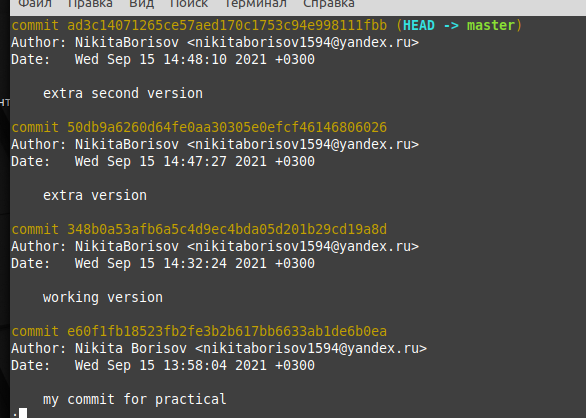 Файл Правка Вид Поиск Терминал Справка
commit ad3c14071265ce57aed170c1753c94e998111fbb (HEAD -> master)
Author: NikitaBorisov <nikitaborisov1594@yandex.ru>
Date: Wed Sep 15 14:48:10 2021 +0300
extra second version
commit 50db9a6260d64fe0aa30305e0efcf46146806026
Author: NikitaBorisov <nikitaborisov1594@yandex.ru>
Date: Wed Sep 15 14:47:27 2021 +0300
extra version
commit 348b0a53afb6a5c4d9ec4bda05d201b29cd19a8d
Author: NikitaBorisov <nikitaborisov1594@yandex.ru>
Date: Wed Sep 15 14:32:24 2021 +0300
working version
commit e60f1fb18523fb2fe3b2b617bb6633ab1de6b0ea
Author: Nikita Borisov <nikitaborisov1594@yandex.ru>
Date: Wed Sep 15 13:58:04 2021 +0300
my commit for practical